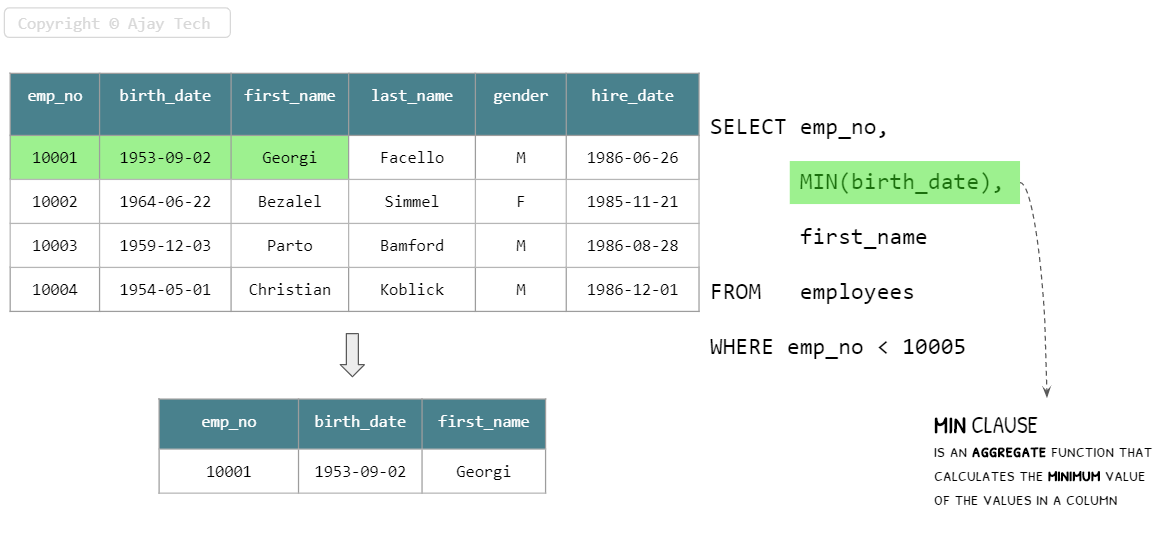 Copyright © Ajay Tech
emp_no birth_date first_name last_name gender hire_date
10001 1953-09-02 Georgi Facello M 1986-06-26
10002 1964-06-22 Bezalel Simmel F 1985-11-21
10003 1959-12-03 Parto Bamford M 1986-08-28
10004 1954-05-01 Christian Koblick M 1986-12-01
SELECT emp_no,
MIN(birth_date),
first_name
FROM employees
WHERE emp_no < 10005
emp_no birth_date first_name
10001 1953-09-02 Georgi
MIN CLAUSE
IS AN AGGREGATE FUNCTION THAT
CALCULATES THE MINIMUM VALUE
OF THE VALUES IN A COLUMN